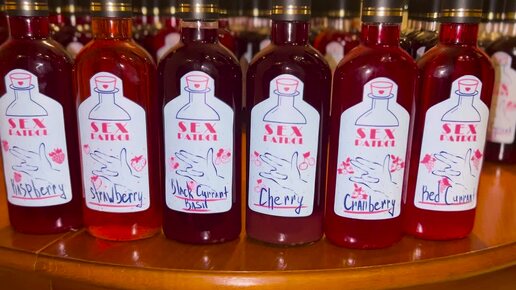 SEX
PATROL
Raspberry
SEX
PATROL
Strawberry
SEX
PATROL
Black Currant
Basil
SEX
PATROL
Cherry
SEX
PATROL
Cranberry
SEX
PATROL
Red Currant